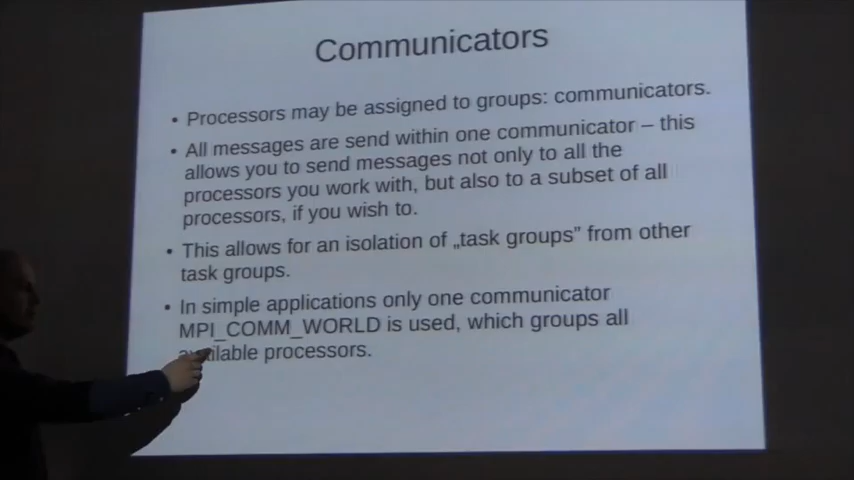 Communicators
• Processors may be assigned to groups: communicators.
• All messages are send within one communicator – this
allows you to send messages not only to all the
processors you work with, but also to a subset of all
processors, if you wish to.
• This allows for an isolation of „task groups” from other
task groups.
• In simple applications only one communicator
MPI_COMM_WORLD is used, which groups all
available processors.